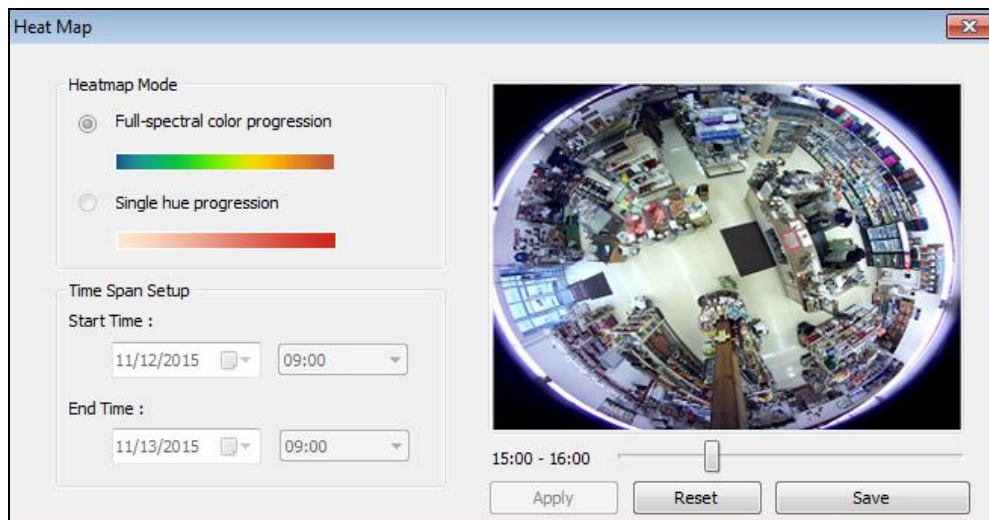 Heat Map
Heatmap Mode
Full-spectral color progression
Single hue progression
Time Span Setup
Start Time :
11/12/2015 09:00
End Time :
11/13/2015 09:00
15:00 - 16:00
Apply Reset Save